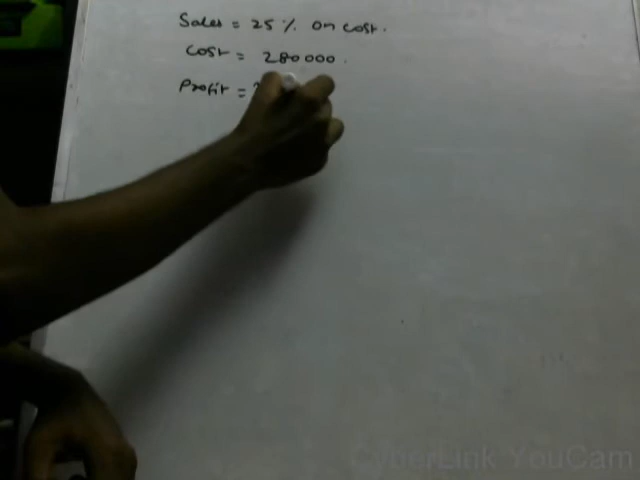 Sales = 25 % on cost.
Cost = 280000.
Profit =
CyberLink YouCam